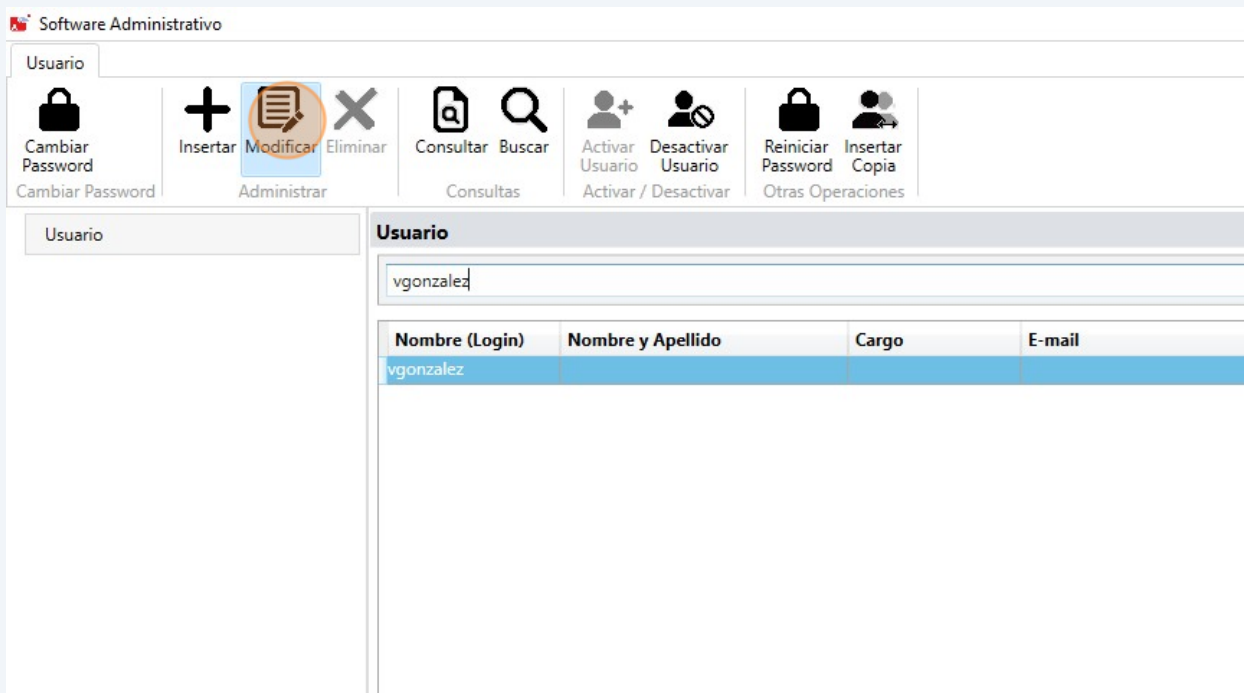 Software Administrativo
Usuario
Cambiar Password
Insertar
Modificar
Eliminar
Consultar
Buscar
Activar Usuario
Desactivar Usuario
Reiniciar Password
Insertar Copia
Cambiar Password
Administrar
Consultas
Activar / Desactivar
Otras Operaciones
Usuario
Usuario
vgonzalez
Nombre (Login) Nombre y Apellido Cargo E-mail
vgonzalez